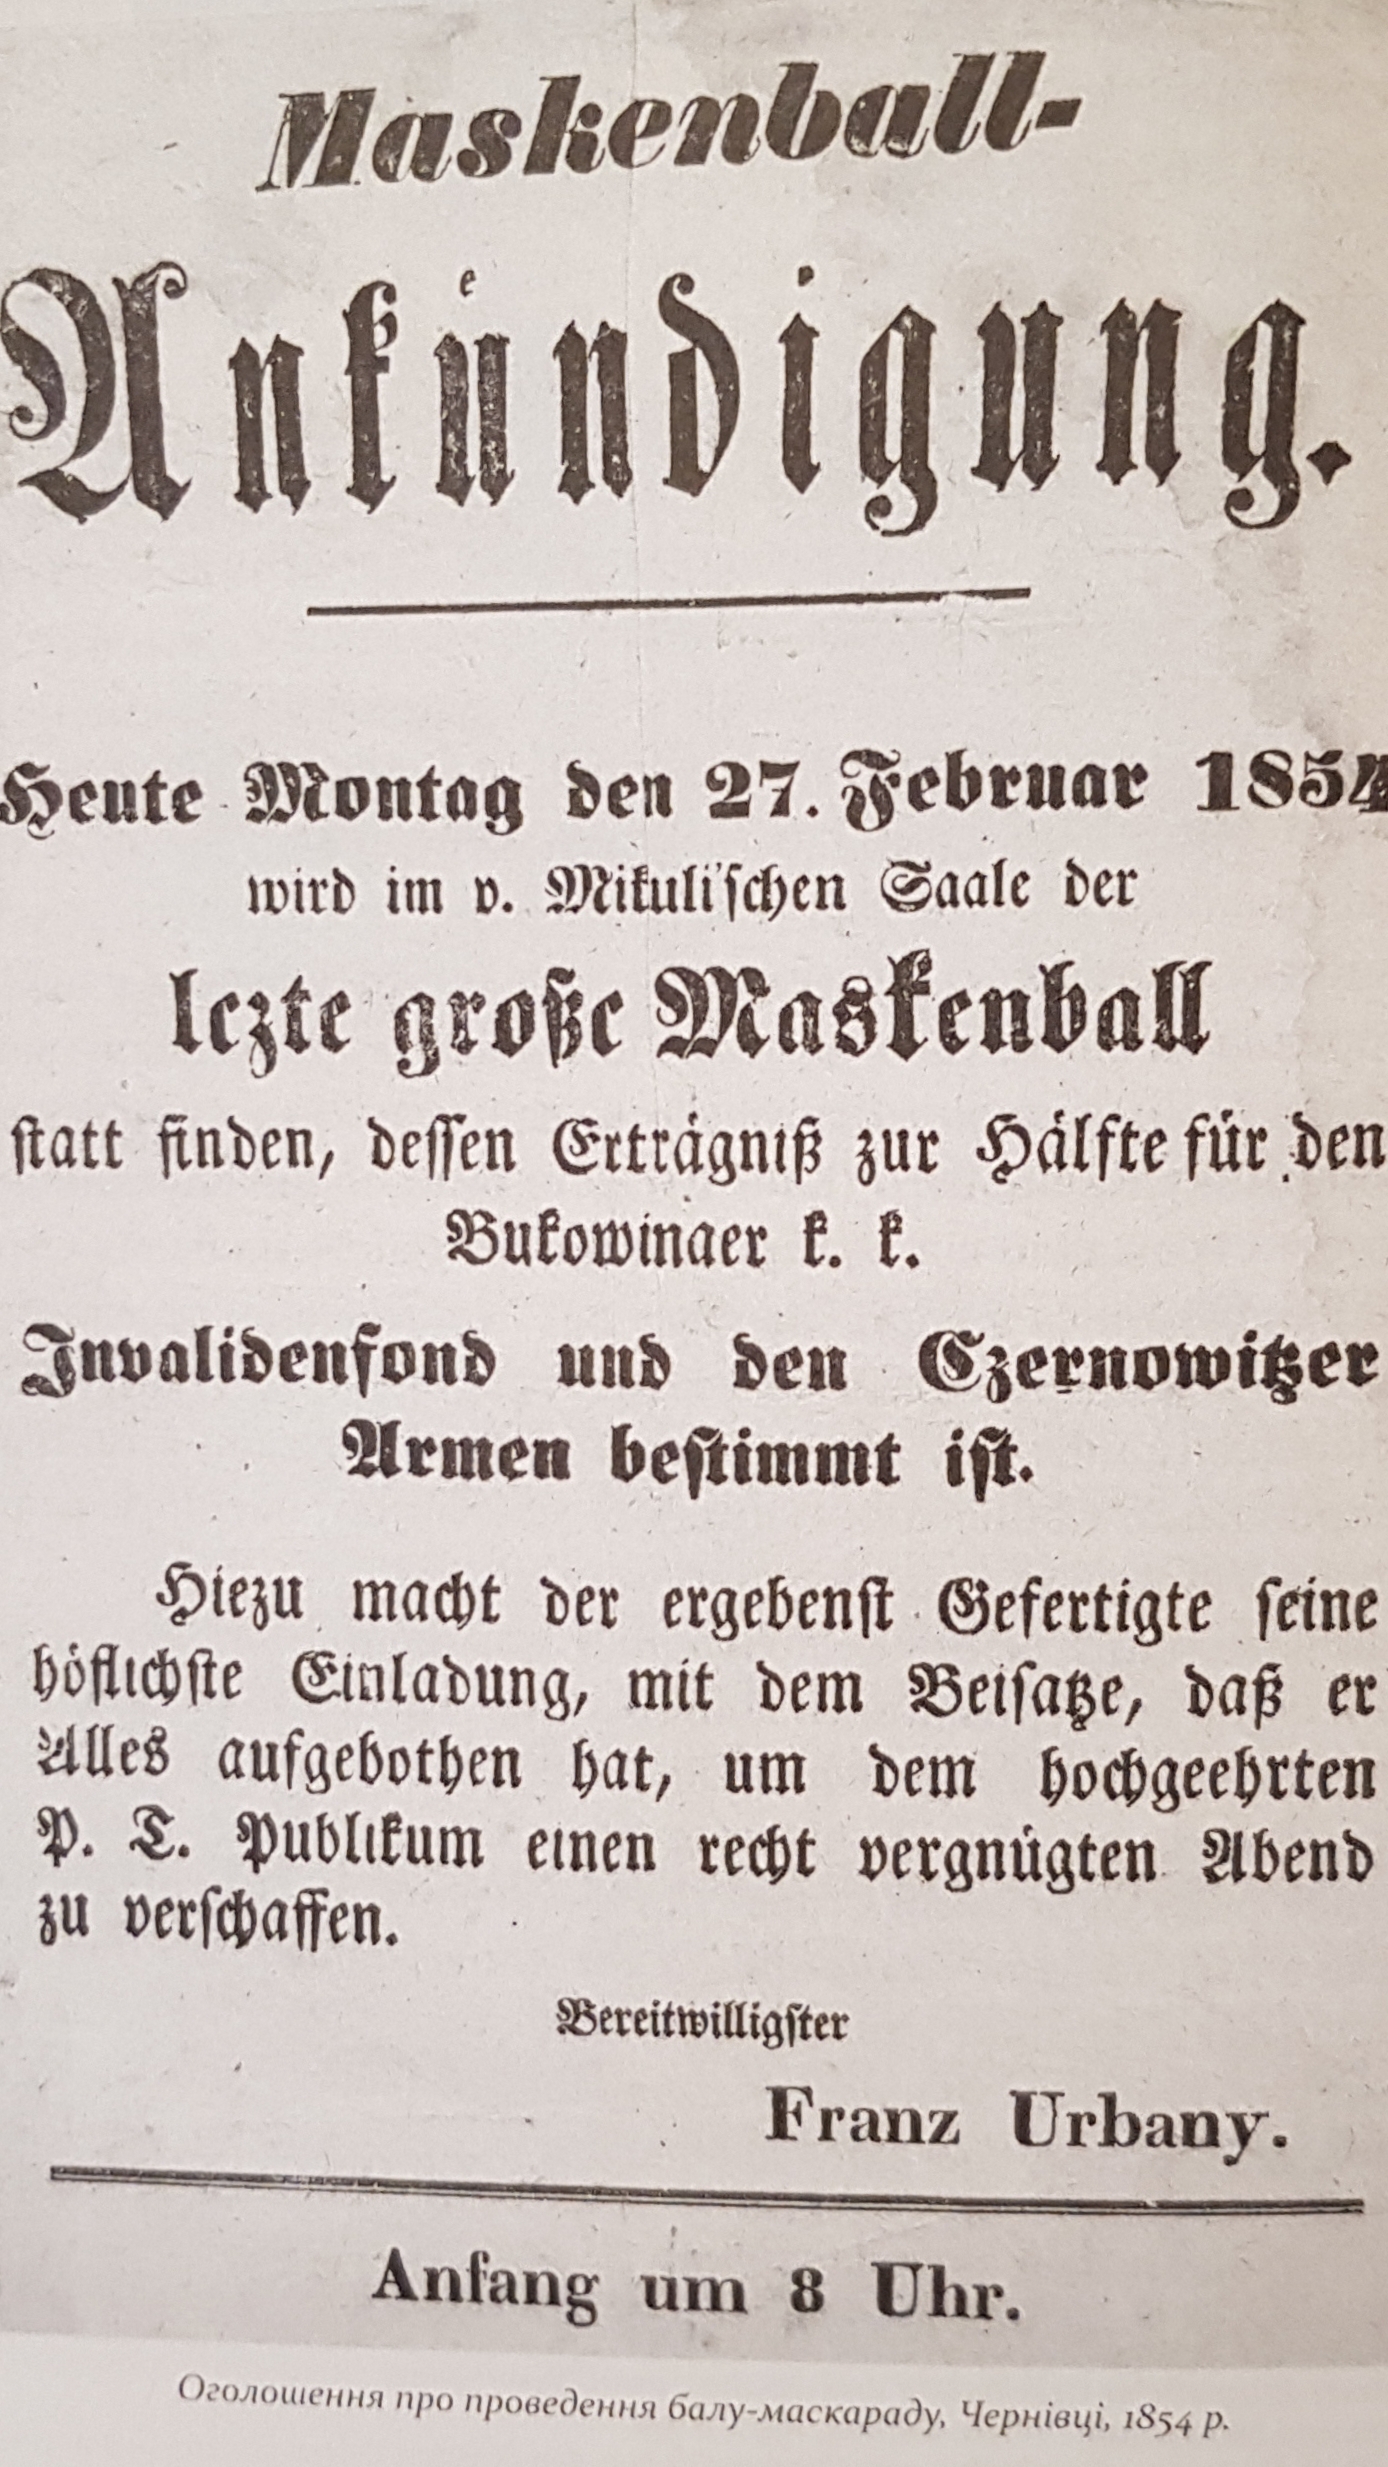 Maskenball-
Ankuͤndigung.
Heute Montag den 27. Februar 1854
wird im v. Mikuli'schen Saale der
lezte große Maskenball
statt finden, dessen Erträgniß zur Hälfte für den
Bukowinaer k. k.
Invalidenfond und den Czernowitzer
Armen bestimmt ist.
Hiezu macht der ergebenst Gefertigte seine
höflichste Einladung, mit dem Beisatze, daß er
Alles aufgebothen hat, um dem hochgeehrten
P. T. Publikum einen recht vergnügten Abend
zu verschaffen.
Bereitwilligster
Franz Urbany.
Anfang um 8 Uhr.
Оголошення про проведення балу-маскараду, Чернівці, 1854 р.